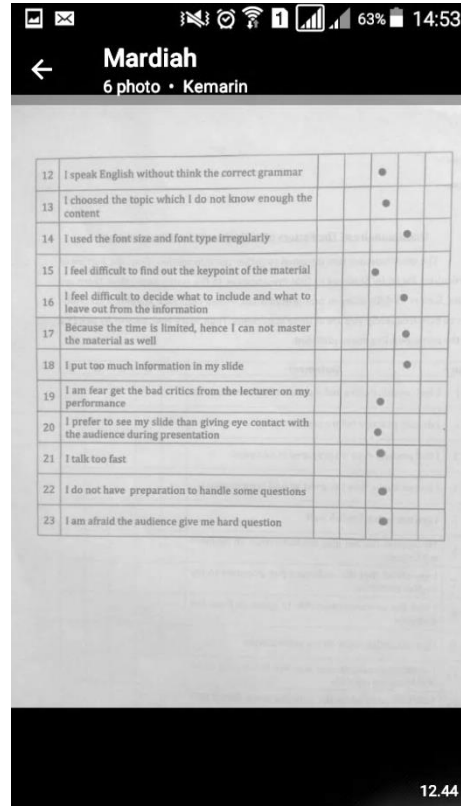 1 63% 14:53
Mardiah
6 photo • Kemarin
12 I speak English without think the correct grammar
13 I choosed the topic which I do not know enough the
content
14 I used the font size and font type irregularly
15 I feel difficult to find out the keypoint of the material
16 I feel difficult to decide what to include and what to
leave out from the information
17 Because the time is limited, hence I can not master
the material as well
18 I put too much information in my slide
19 I am fear get the bad critics from the lecturer on my
performance
20 I prefer to see my slide than giving eye contact with
the audience during presentation
21 I talk too fast
22 I do not have preparation to handle some questions
23 I am afraid the audience give me hard question
12.44